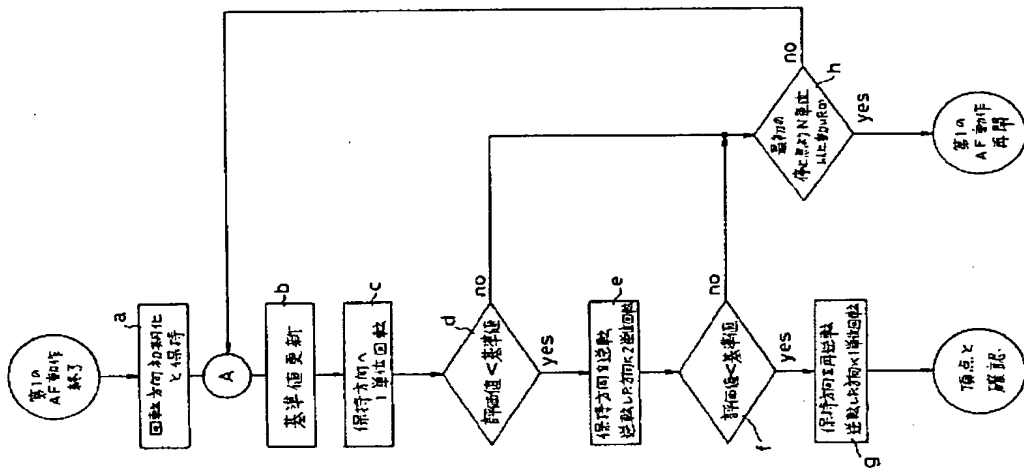 第1の
AF動作
終了
a
回転方向初期化
と保持
A
b
基準値更新
c
保持方向へ
1単位回転
d
評価値<基準値
no
yes
e
保持方向を逆転
逆転した方向に2単位回転
f
評価値<基準値
no
yes
g
保持方向を再逆転
逆転した方向に1単位回転
頂点と
確認
h
最初の
停止点よりN単位
以上動いたか
no
yes
第1の
AF動作
再開